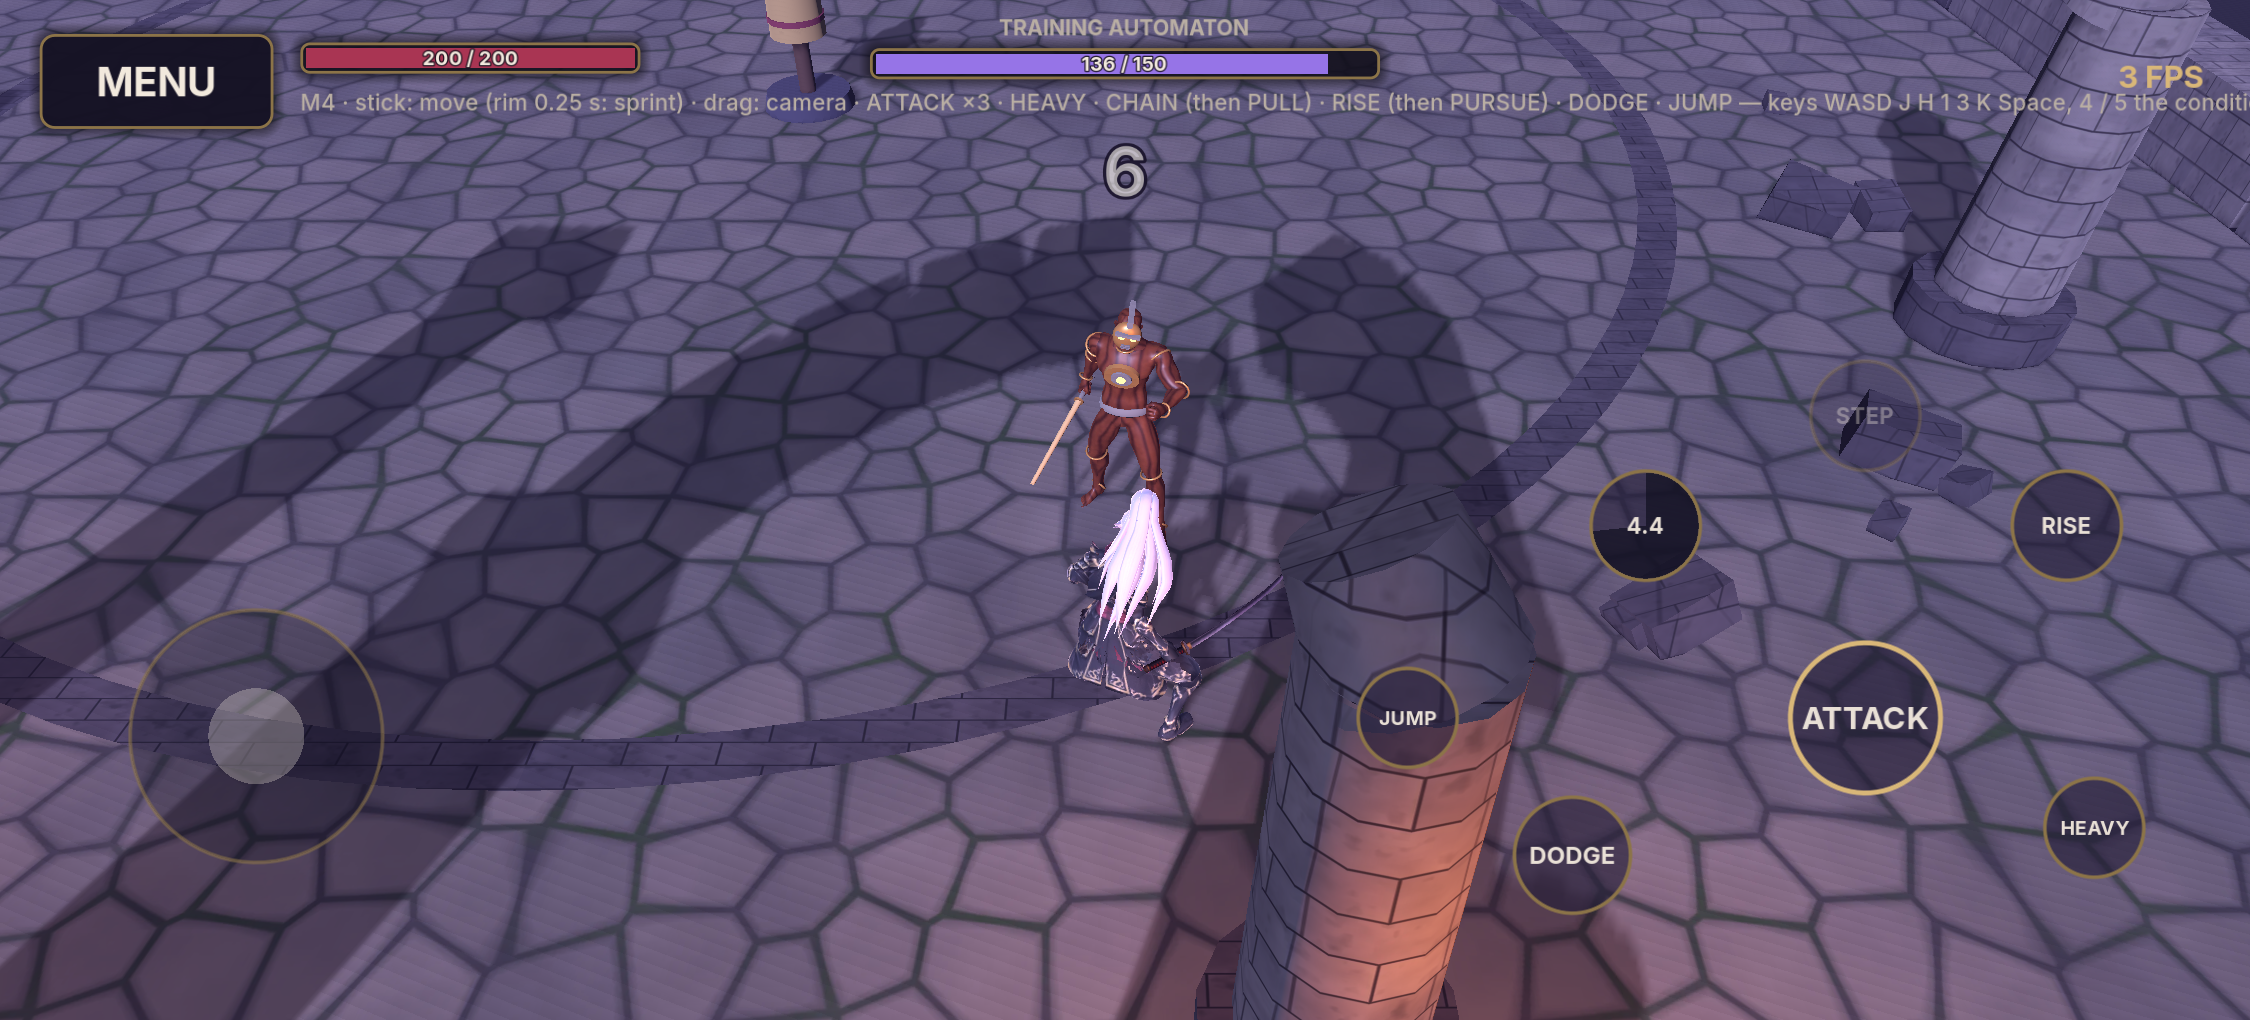 TRAINING AUTOMATON
MENU
200 / 200
136 / 150
3 FPS
M4 · stick: move (rim 0.25 s: sprint) · drag: camera · ATTACK ×3 · HEAVY · CHAIN (then PULL) · RISE (then PURSUE) · DODGE · JUMP — keys WASD J H 1 3 K Space, 4 / 5 the conditi
6
STEP
4.4
RISE
JUMP
ATTACK
HEAVY
DODGE